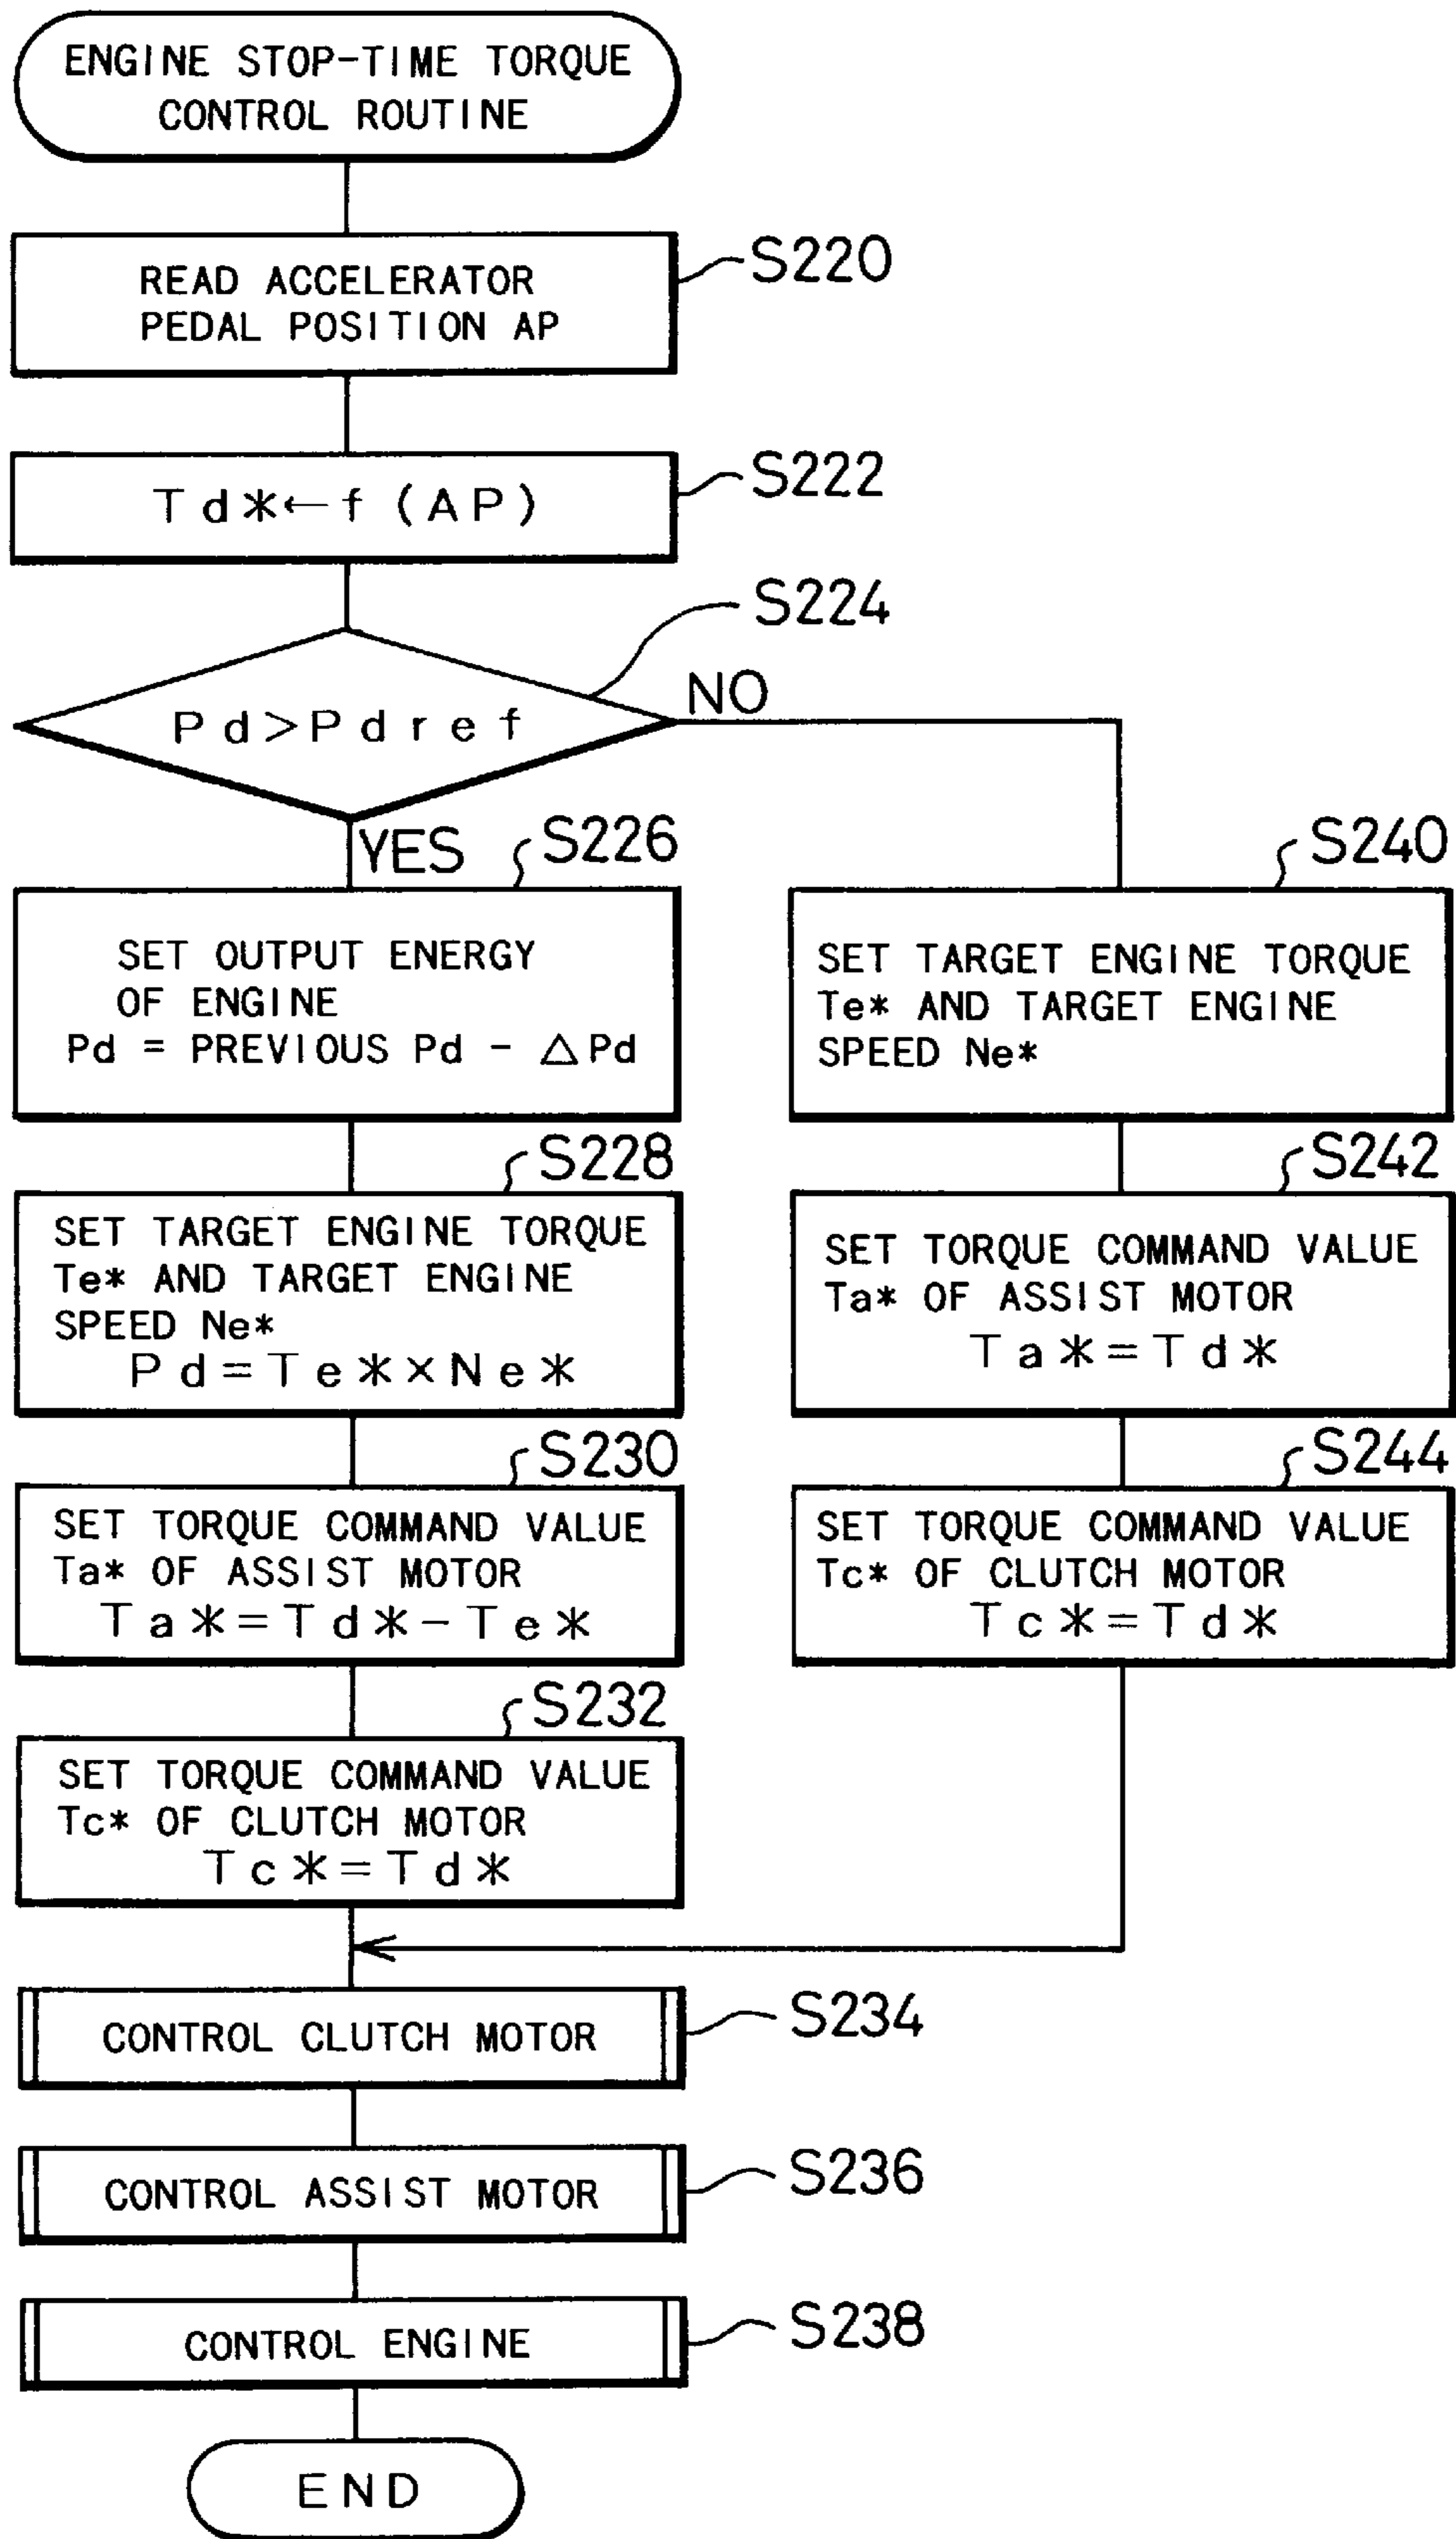 ENGINE STOP-TIME TORQUE
CONTROL ROUTINE
READ ACCELERATOR
PEDAL POSITION AP
S220
Td*←f(AP)
S222
Pd>Pdref
S224
NO
YES
S226
SET OUTPUT ENERGY
OF ENGINE
Pd = PREVIOUS Pd - △Pd
S228
SET TARGET ENGINE TORQUE
Te* AND TARGET ENGINE
SPEED Ne*
Pd=Te*×Ne*
S230
SET TORQUE COMMAND VALUE
Ta* OF ASSIST MOTOR
Ta*=Td*-Te*
S232
SET TORQUE COMMAND VALUE
Tc* OF CLUTCH MOTOR
Tc*=Td*
S240
SET TARGET ENGINE TORQUE
Te* AND TARGET ENGINE
SPEED Ne*
S242
SET TORQUE COMMAND VALUE
Ta* OF ASSIST MOTOR
Ta*=Td*
S244
SET TORQUE COMMAND VALUE
Tc* OF CLUTCH MOTOR
Tc*=Td*
CONTROL CLUTCH MOTOR
S234
CONTROL ASSIST MOTOR
S236
CONTROL ENGINE
S238
END